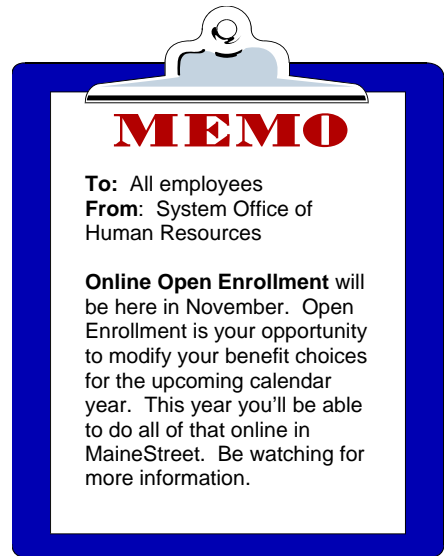 MEMO
To:  All employees
From:  System Office of
Human Resources
Online Open Enrollment will
be here in November.  Open
Enrollment is your opportunity
to modify your benefit choices
for the upcoming calendar
year.  This year you'll be able
to do all of that online in
MaineStreet.  Be watching for
more information.